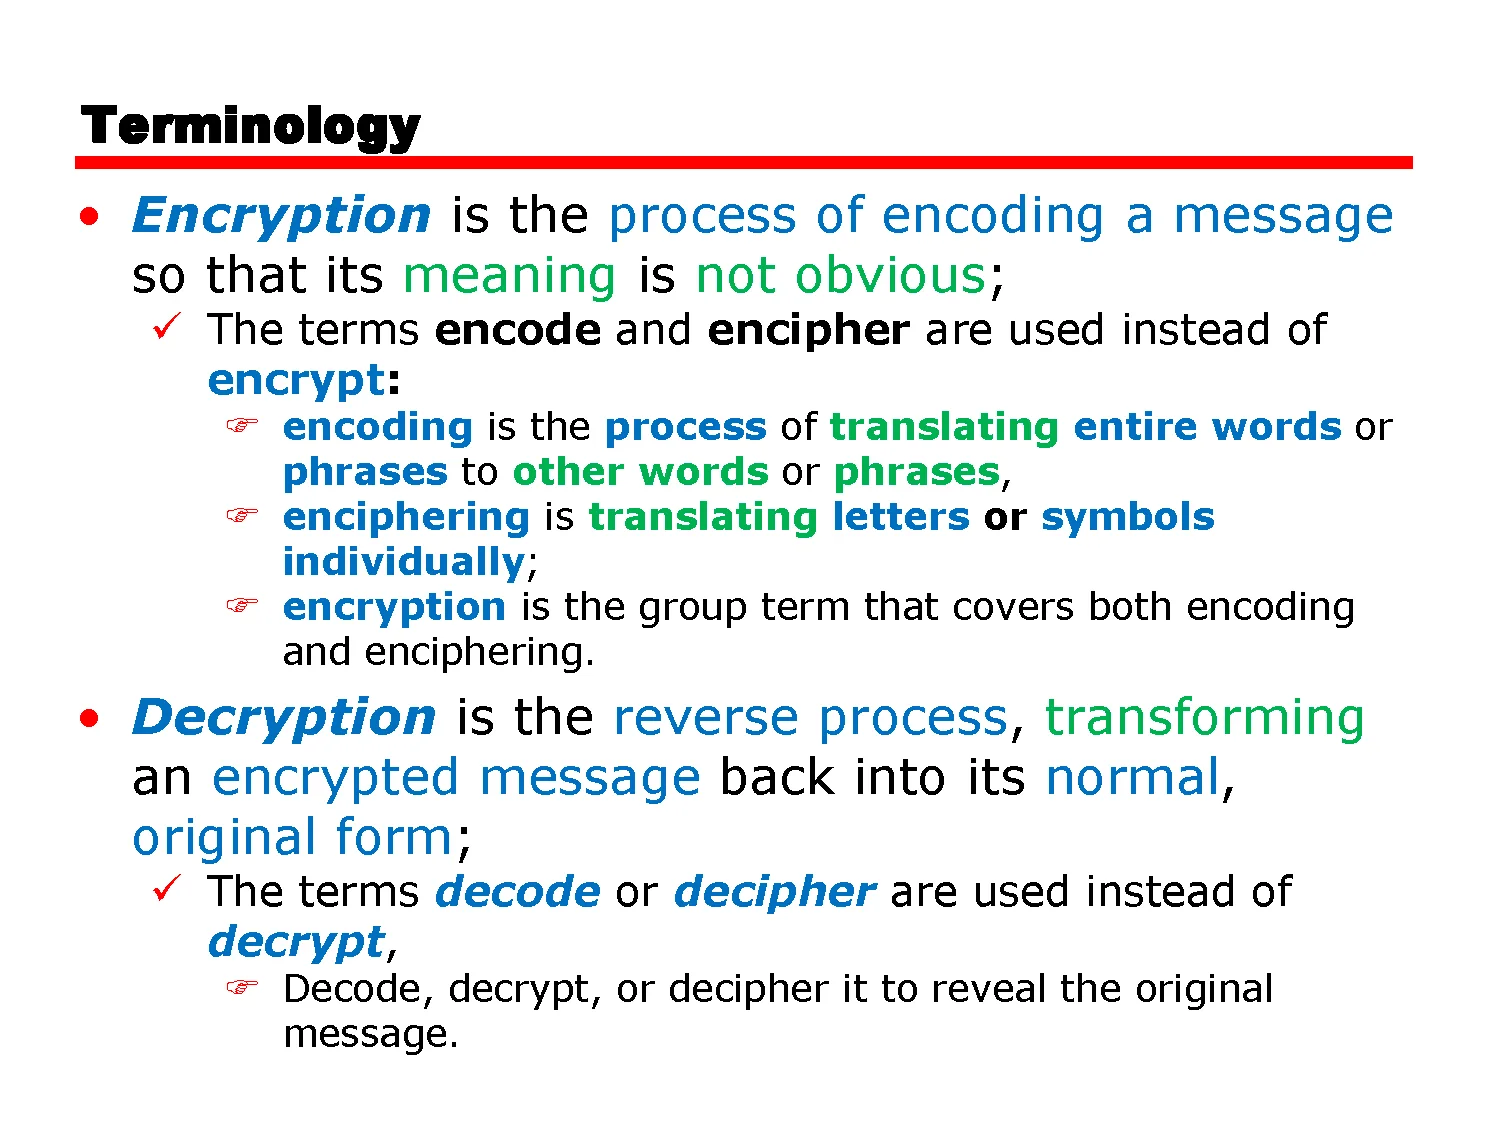 Terminology
• Encryption is the process of encoding a message
so that its meaning is not obvious;
✓ The terms encode and encipher are used instead of
encrypt:
☞ encoding is the process of translating entire words or
phrases to other words or phrases,
☞ enciphering is translating letters or symbols
individually;
☞ encryption is the group term that covers both encoding
and enciphering.
• Decryption is the reverse process, transforming
an encrypted message back into its normal,
original form;
✓ The terms decode or decipher are used instead of
decrypt,
☞ Decode, decrypt, or decipher it to reveal the original
message.